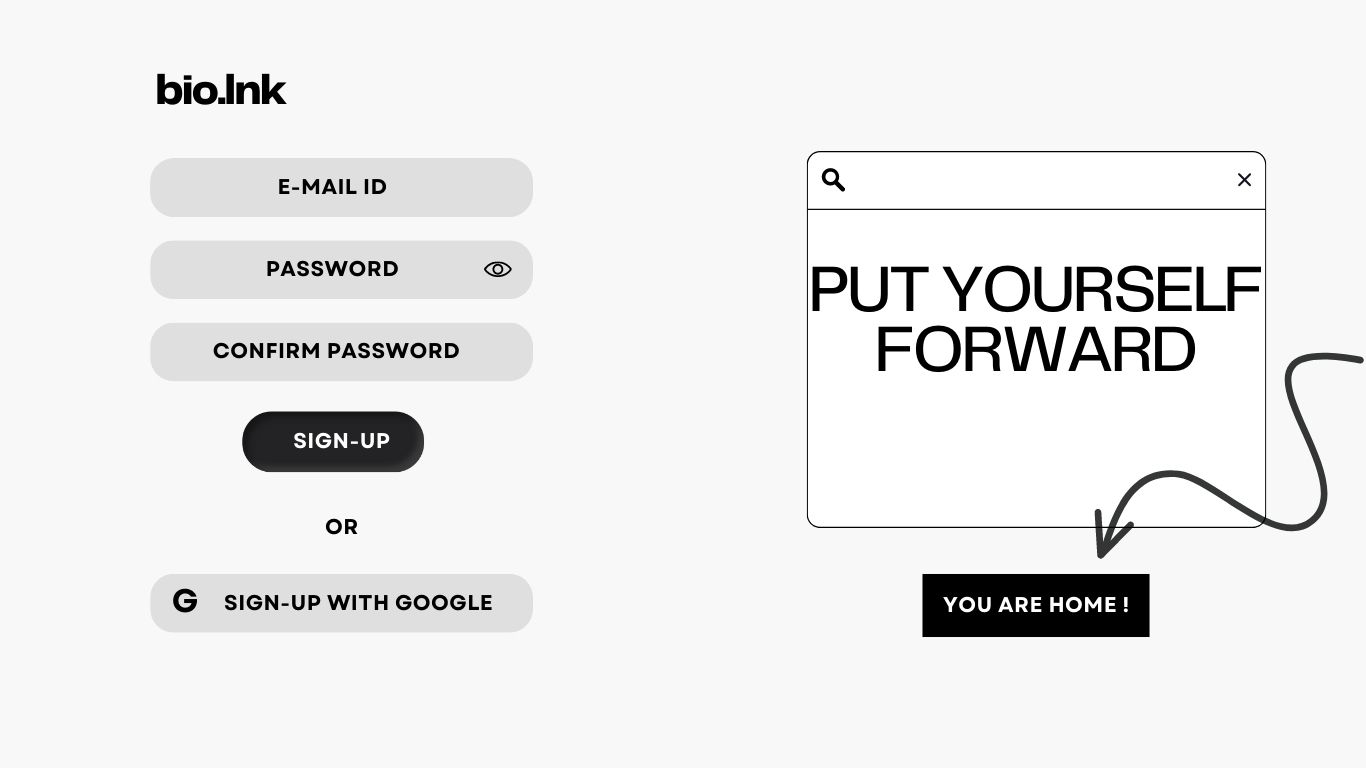 bio.lnk
E-MAIL ID
PASSWORD
CONFIRM PASSWORD
SIGN-UP
OR
G SIGN-UP WITH GOOGLE
PUT YOURSELF
FORWARD
YOU ARE HOME !